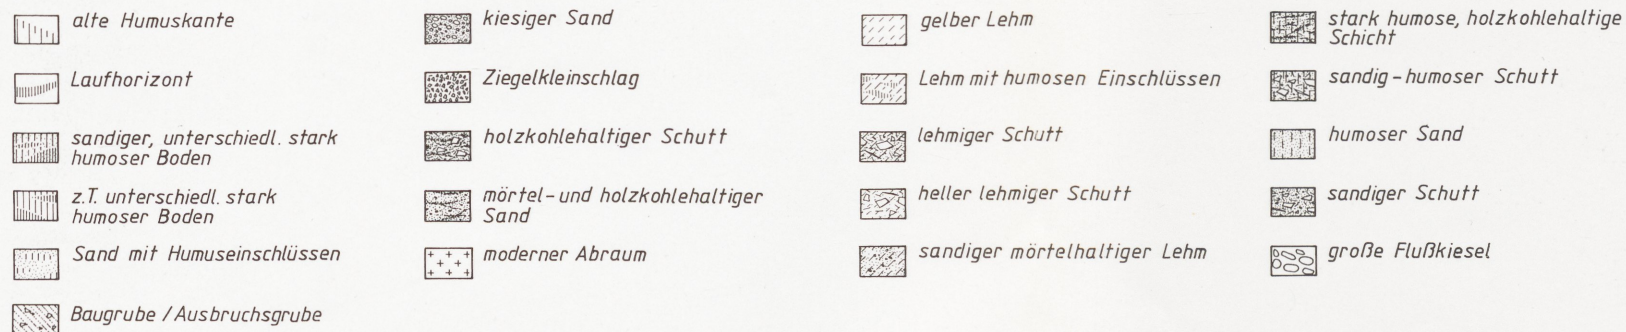 alte Humuskante
Laufhorizont
sandiger, unterschiedl. stark
humoser Boden
z.T. unterschiedl. stark
humoser Boden
Sand mit Humuseinschlüssen
Baugrube / Ausbruchsgrube
kiesiger Sand
Ziegelkleinschlag
holzkohlehaltiger Schutt
mörtel- und holzkohlehaltiger
Sand
moderner Abraum
gelber Lehm
Lehm mit humosen Einschlüssen
lehmiger Schutt
heller lehmiger Schutt
sandiger mörtelhaltiger Lehm
stark humose, holzkohlehaltige
Schicht
sandig-humoser Schutt
humoser Sand
sandiger Schutt
große Flußkiesel